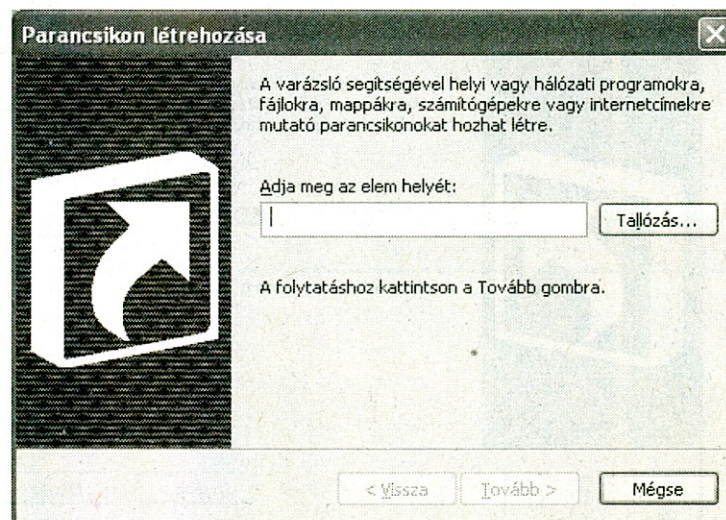 Parancsikon létrehozása
A varázsló segítségével helyi vagy hálózati programokra,
fájlokra, mappákra, számítógépekre vagy internetcímekre
mutató parancsikonokat hozhat létre.
Adja meg az elem helyét:
Tallózás...
A folytatáshoz kattintson a Tovább gombra.
< Vissza
Tovább >
Mégse